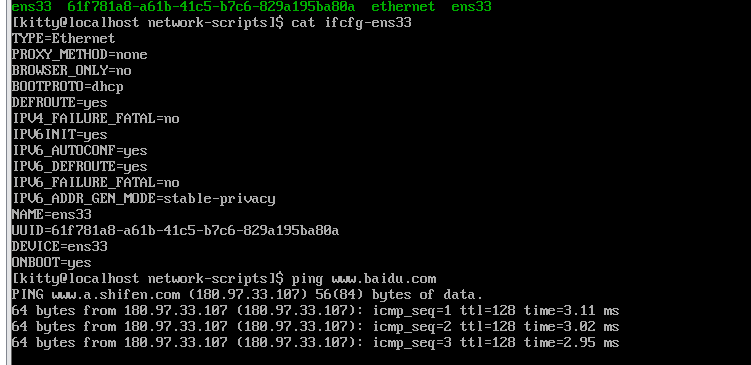 ens33  61f781a8-a61b-41c5-b7c6-829a195ba80a  ethernet  ens33
[kitty@localhost network-scripts]$ cat ifcfg-ens33
TYPE=Ethernet
PROXY_METHOD=none
BROWSER_ONLY=no
BOOTPROTO=dhcp
DEFROUTE=yes
IPV4_FAILURE_FATAL=no
IPV6INIT=yes
IPV6_AUTOCONF=yes
IPV6_DEFROUTE=yes
IPV6_FAILURE_FATAL=no
IPV6_ADDR_GEN_MODE=stable-privacy
NAME=ens33
UUID=61f781a8-a61b-41c5-b7c6-829a195ba80a
DEVICE=ens33
ONBOOT=yes
[kitty@localhost network-scripts]$ ping www.baidu.com
PING www.a.shifen.com (180.97.33.107) 56(84) bytes of data.
64 bytes from 180.97.33.107 (180.97.33.107): icmp_seq=1 ttl=128 time=3.11 ms
64 bytes from 180.97.33.107 (180.97.33.107): icmp_seq=2 ttl=128 time=3.02 ms
64 bytes from 180.97.33.107 (180.97.33.107): icmp_seq=3 ttl=128 time=2.95 ms